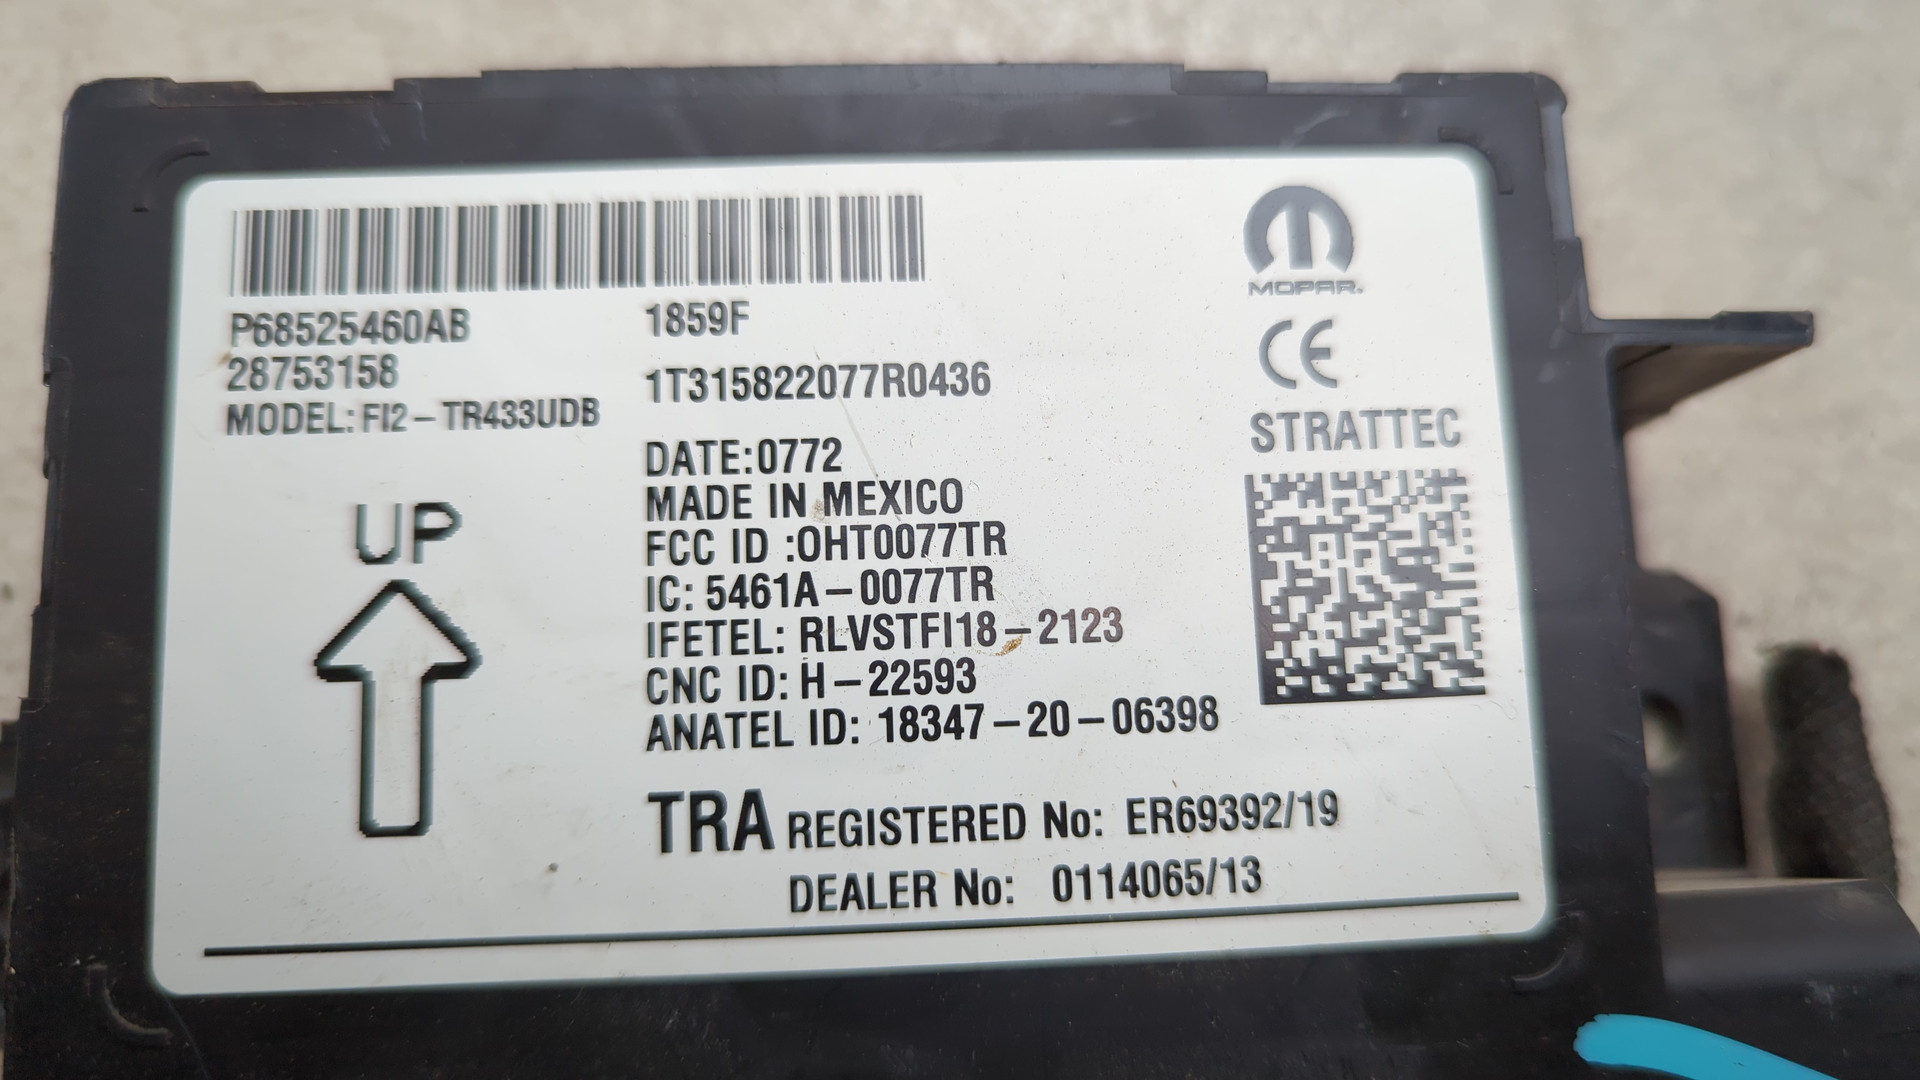 P68525460AB
28753158
MODEL: FI2-TR433UDB
UP
1859F
1T315822077R0436
DATE:0772
MADE IN MEXICO
FCC ID :OHT0077TR
IC: 5461A-0077TR
IFETEL: RLVSTFI18-2123
CNC ID: H-22593
ANATEL ID: 18347-20-06398
TRA REGISTERED No: ER69392/19
DEALER No: 0114065/13
MOPAR.
CE
STRATTEC